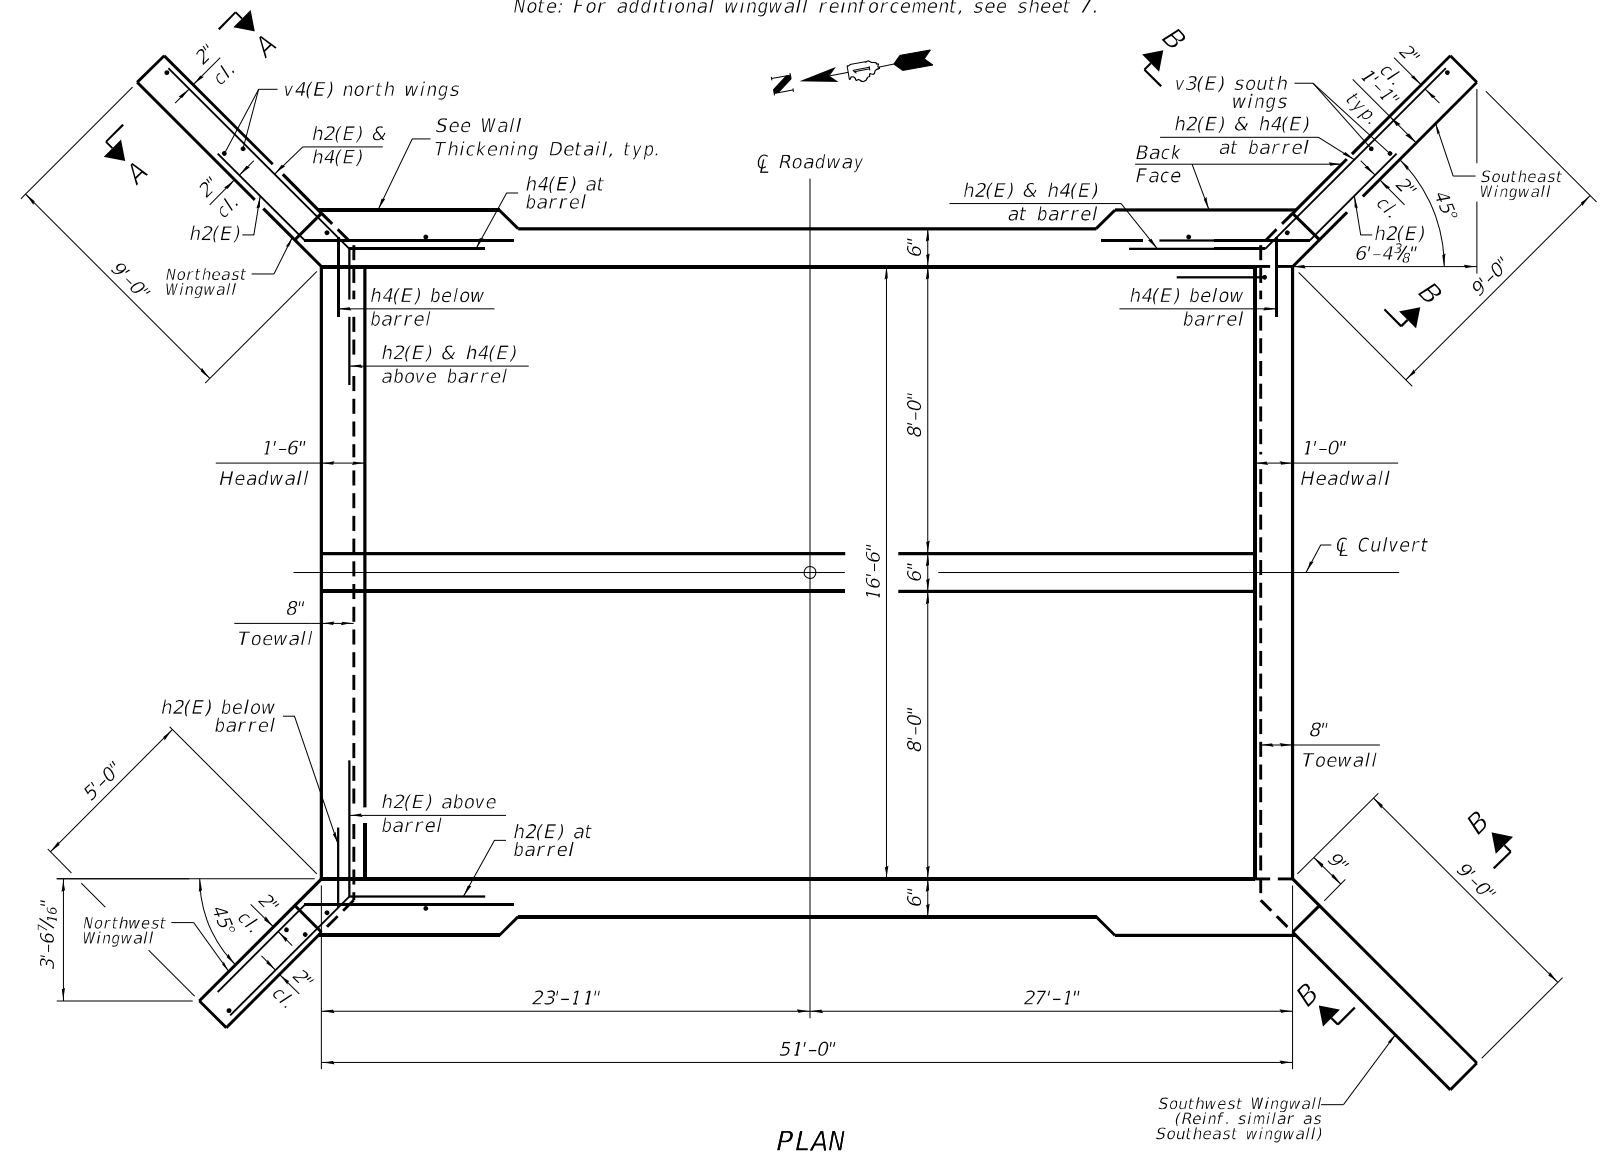 Note: For additional wingwall reinforcement, see sheet 7.
A
B
N
2"
cl.
v4(E) north wings
h2(E) &
h4(E)
See Wall
Thickening Detail, typ.
h4(E) at
barrel
℄ Roadway
A
2"
cl.
h2(E)
Northeast
Wingwall
9'-0"
2"
cl.
1'-1"
typ.
v3(E) south
wings
h2(E) & h4(E)
at barrel
Back
Face
h2(E) & h4(E)
at barrel
Southeast
Wingwall
2"
cl.
45°
h2(E)
6'-4⅜"
9'-0"
B
6"
h4(E) below
barrel
h4(E) below
barrel
h2(E) & h4(E)
above barrel
8'-0"
1'-6"
Headwall
1'-0"
Headwall
16'-6"
6"
℄ Culvert
8"
Toewall
h2(E) below
barrel
8'-0"
8"
Toewall
5'-0"
h2(E) above
barrel
h2(E) at
barrel
6"
B
9"
9'-0"
3'-6⁷⁄₁₆"
Northwest
Wingwall
45°
2"
cl.
2"
cl.
23'-11"
27'-1"
B
51'-0"
Southwest Wingwall
(Reinf. similar as
Southeast wingwall)
PLAN